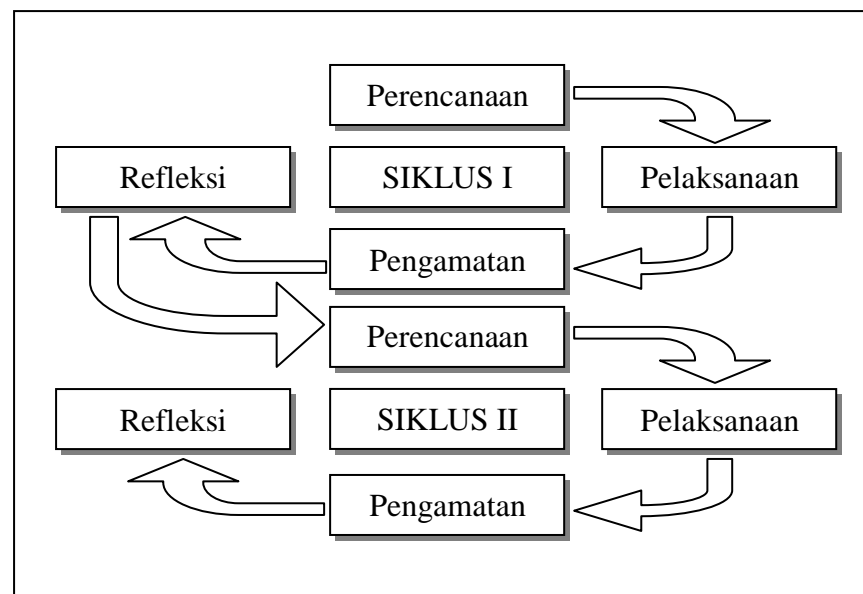 Perencanaan
Refleksi
SIKLUS I
Pelaksanaan
Pengamatan
Perencanaan
Refleksi
SIKLUS II
Pelaksanaan
Pengamatan